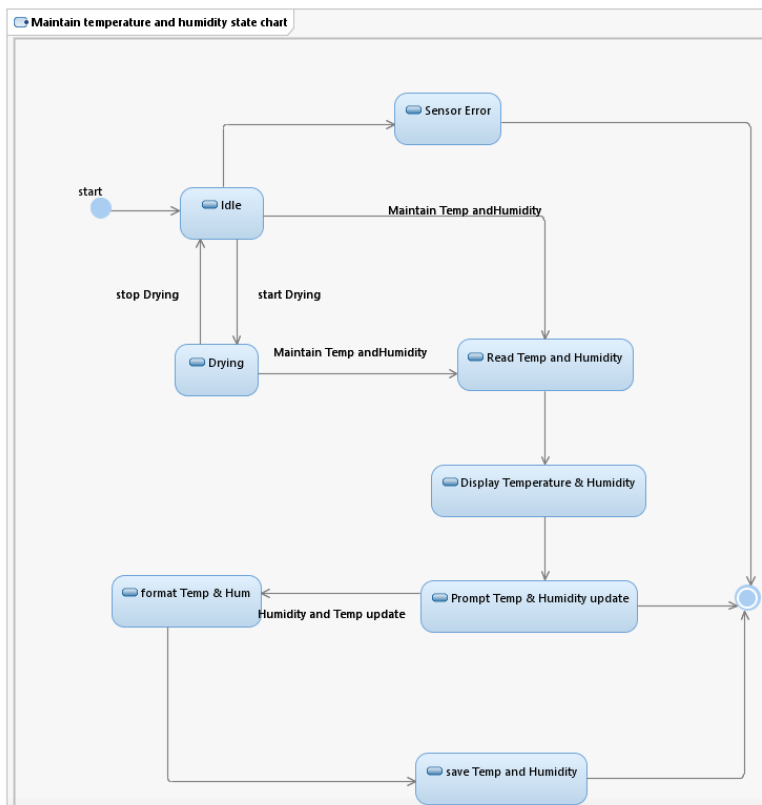 Maintain temperature and humidity state chart
Sensor Error
start
Idle
Maintain Temp andHumidity
stop Drying
start Drying
Maintain Temp andHumidity
Drying
Read Temp and Humidity
Display Temperature & Humidity
format Temp & Hum
Prompt Temp & Humidity update
Humidity and Temp update
save Temp and Humidity